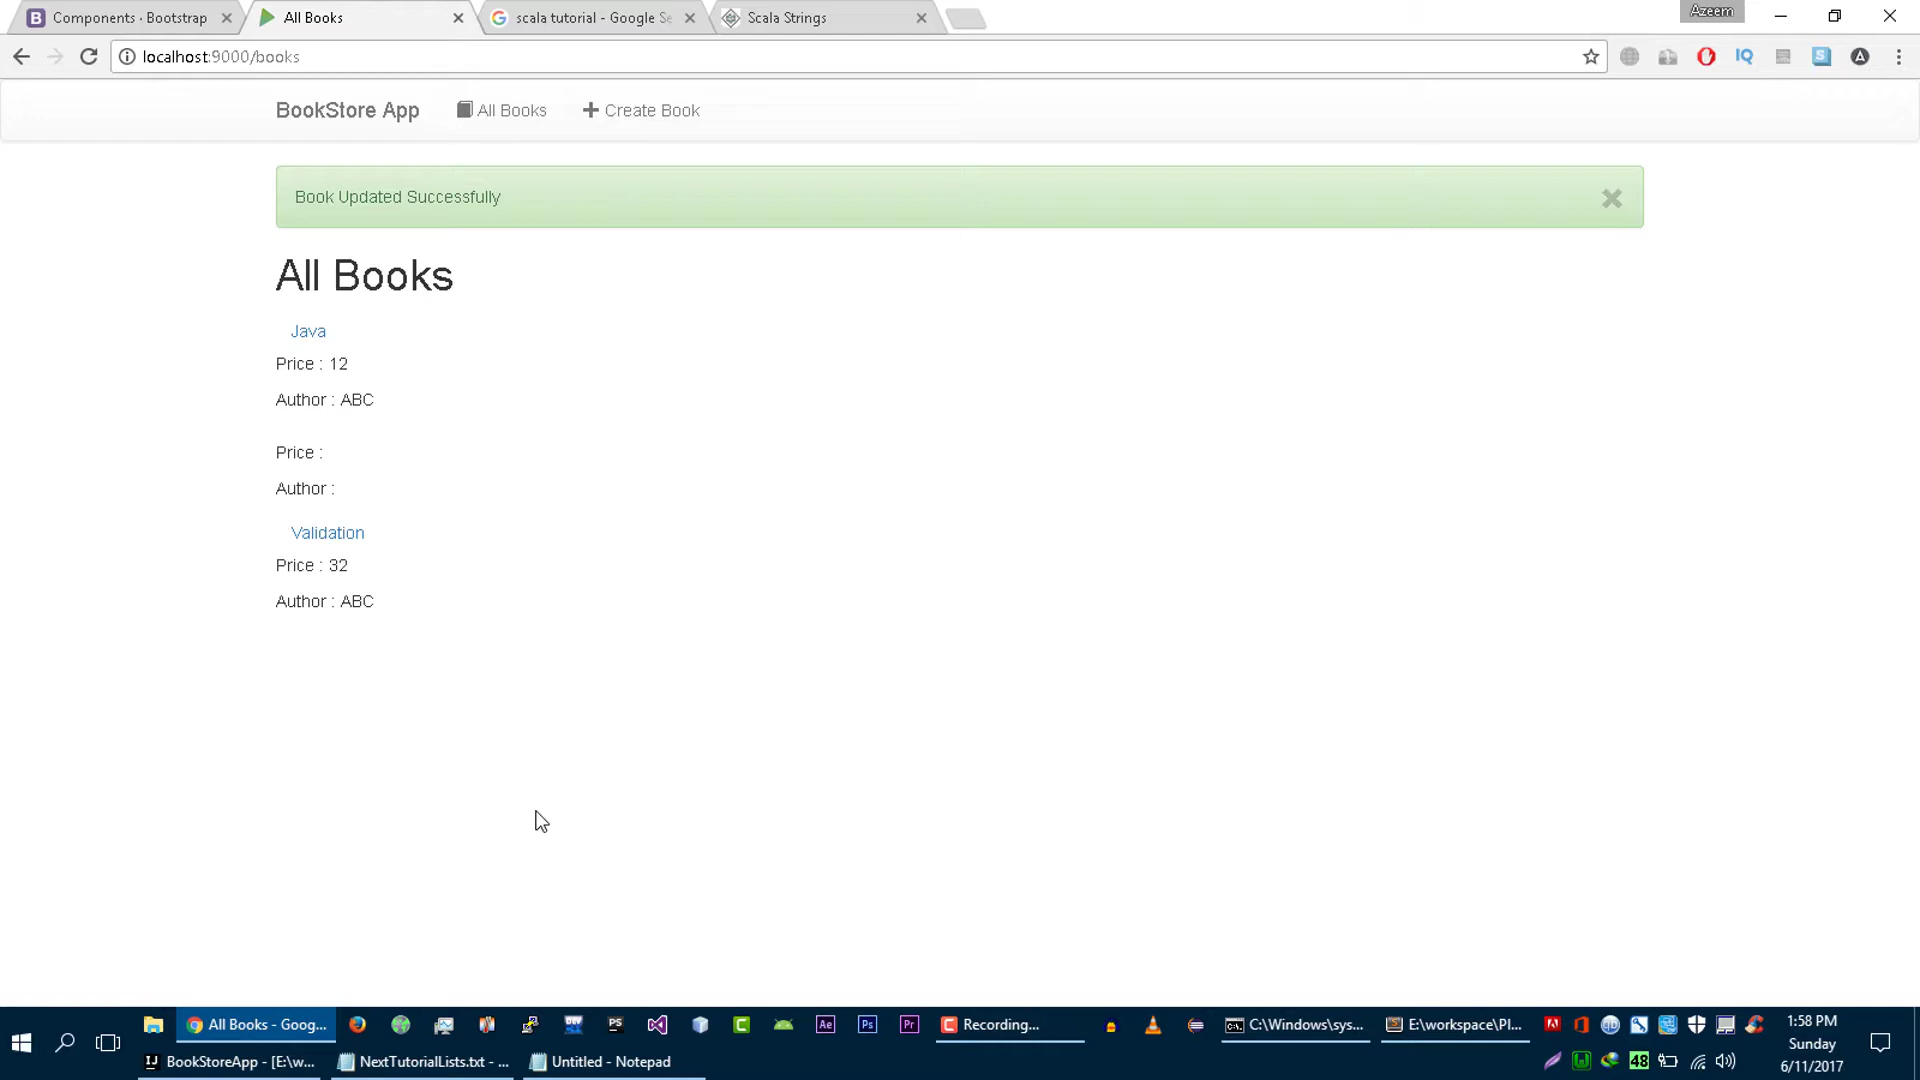 Components · Bootstrap
All Books
scala tutorial - Google Se
Scala Strings
Azeem
localhost:9000/books
BookStore App
All Books
Create Book
Book Updated Successfully
All Books
Java
Price : 12
Author : ABC
Price :
Author :
Validation
Price : 32
Author : ABC
All Books - Goog...
Recording...
C:\Windows\sys...
E:\workspace\Pl...
BookStoreApp - [E:\w...
NextTutorialLists.txt - ...
Untitled - Notepad
48
1:58 PM
Sunday
6/11/2017